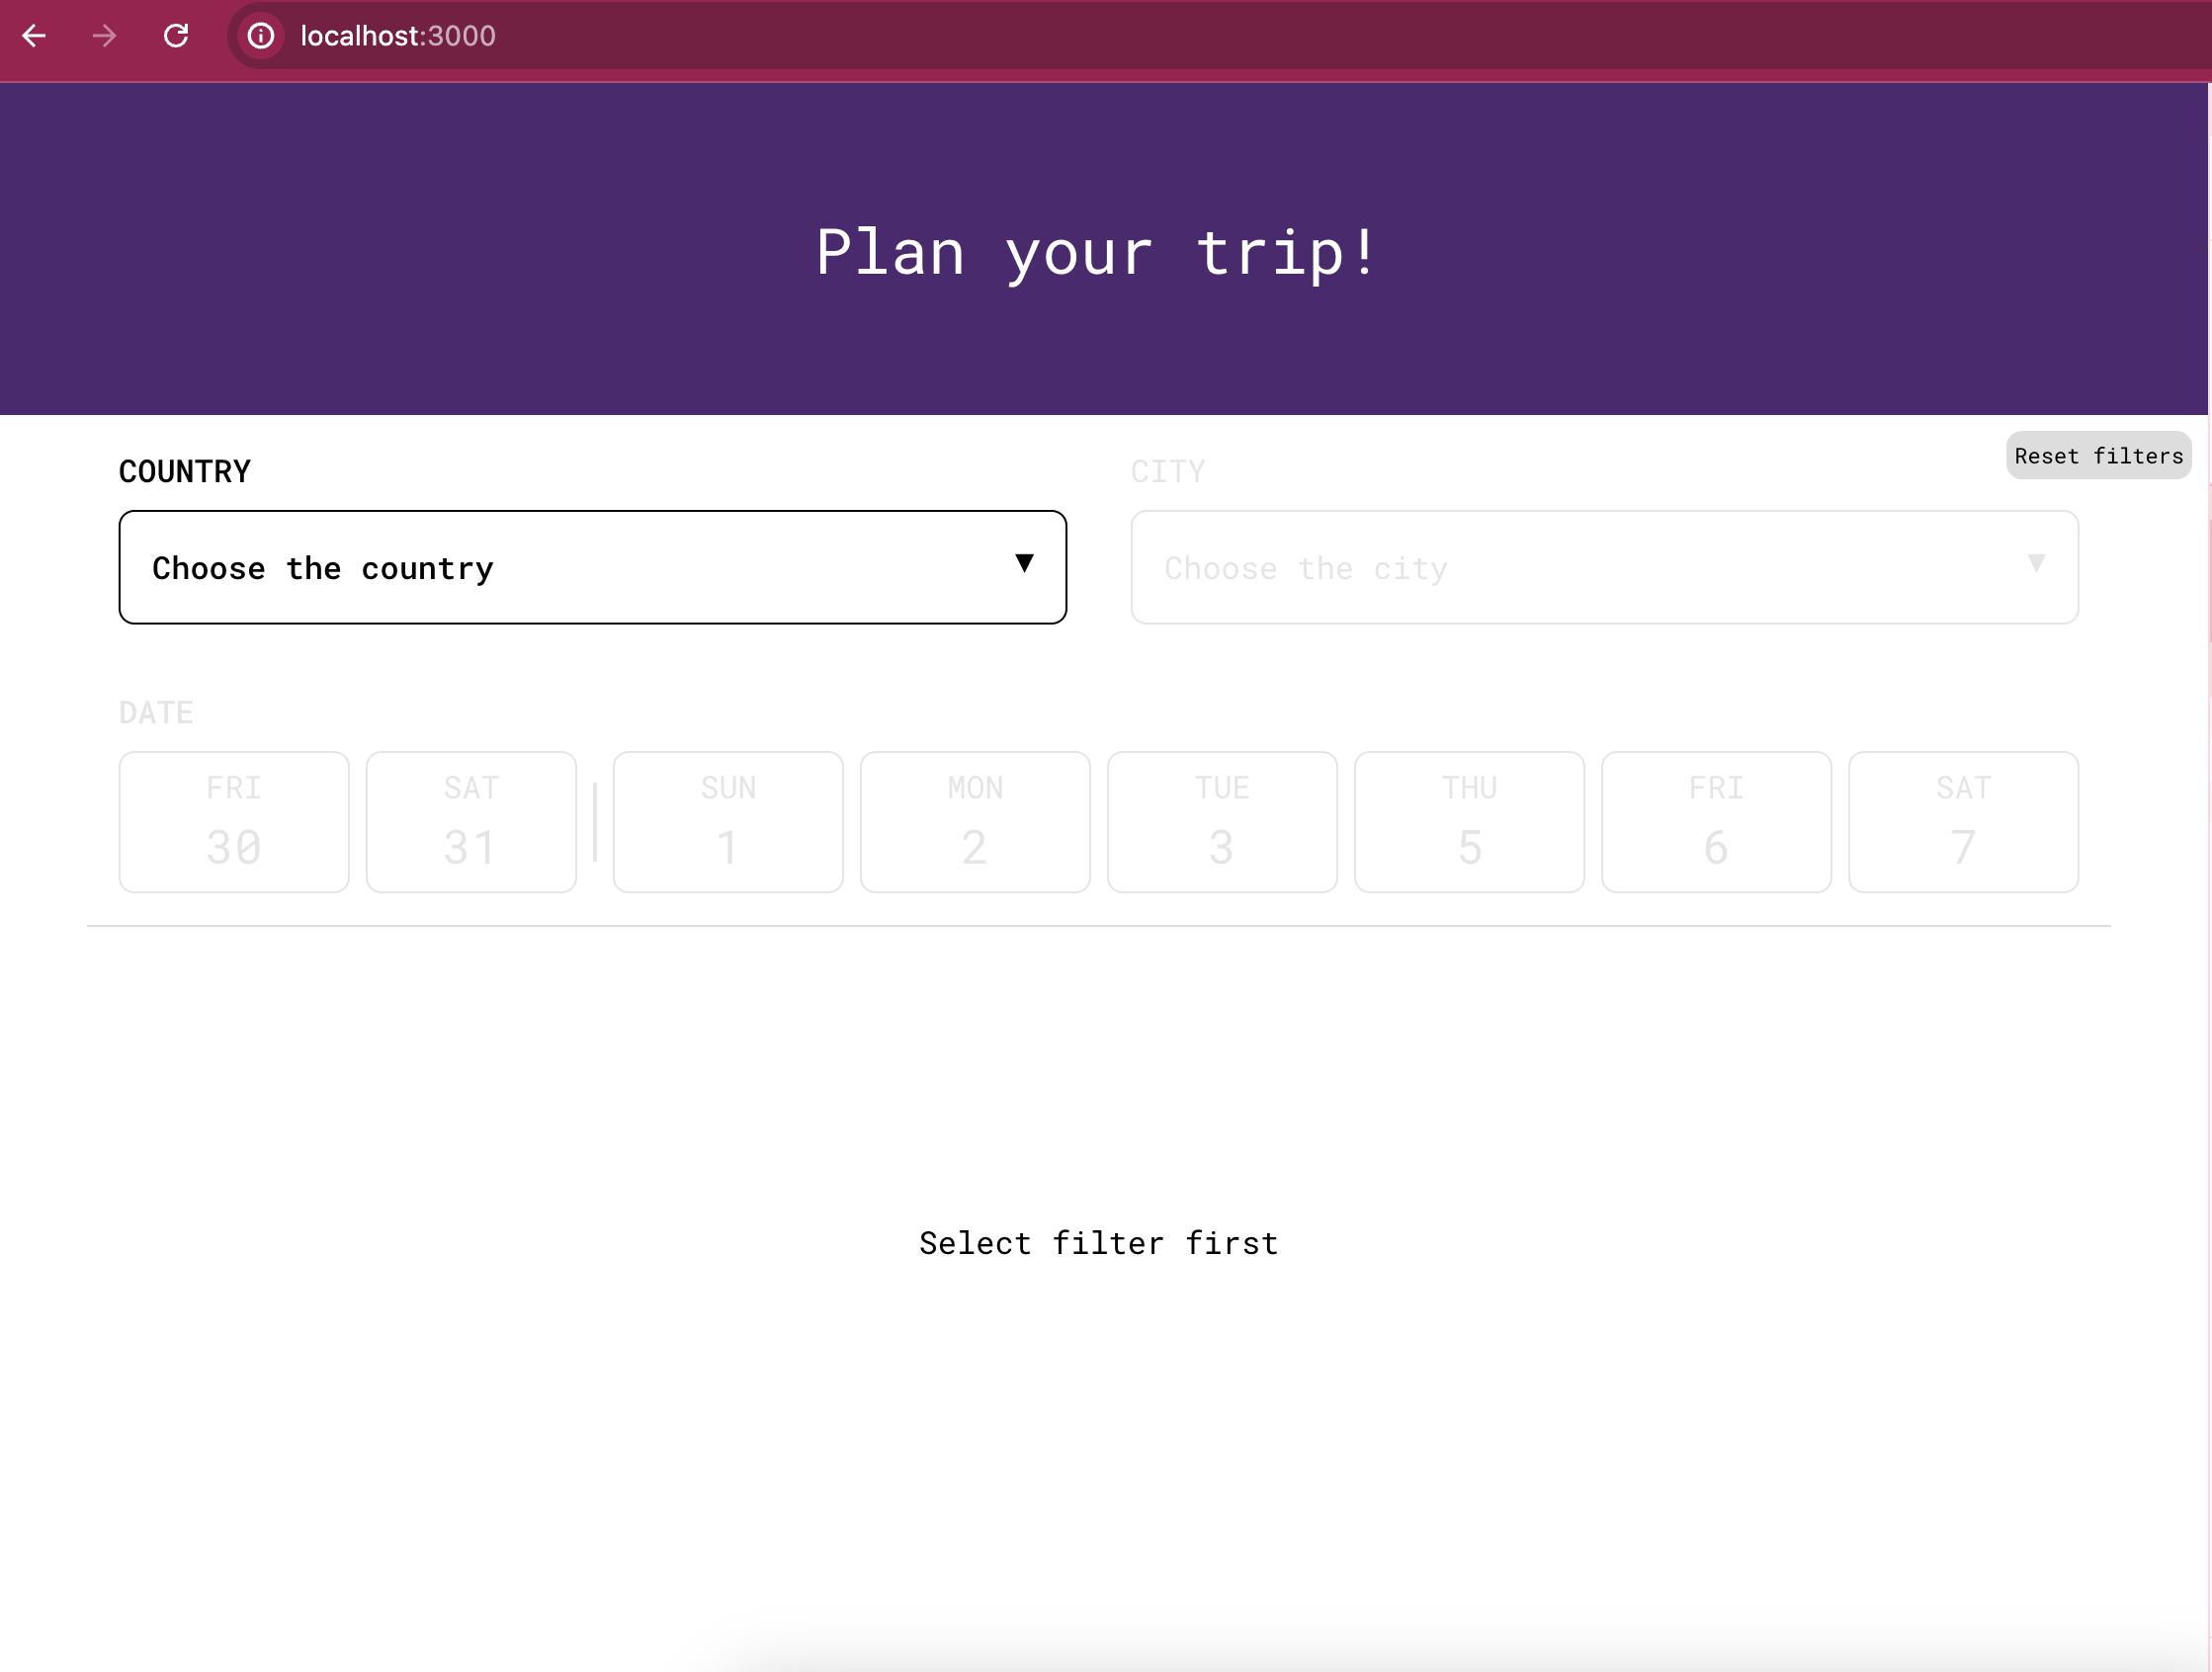 localhost:3000
Plan your trip!
Reset filters
COUNTRY
CITY
Choose the country
Choose the city
DATE
FRI SAT SUN MON TUE THU FRI SAT
30 31 1 2 3 5 6 7
Select filter first